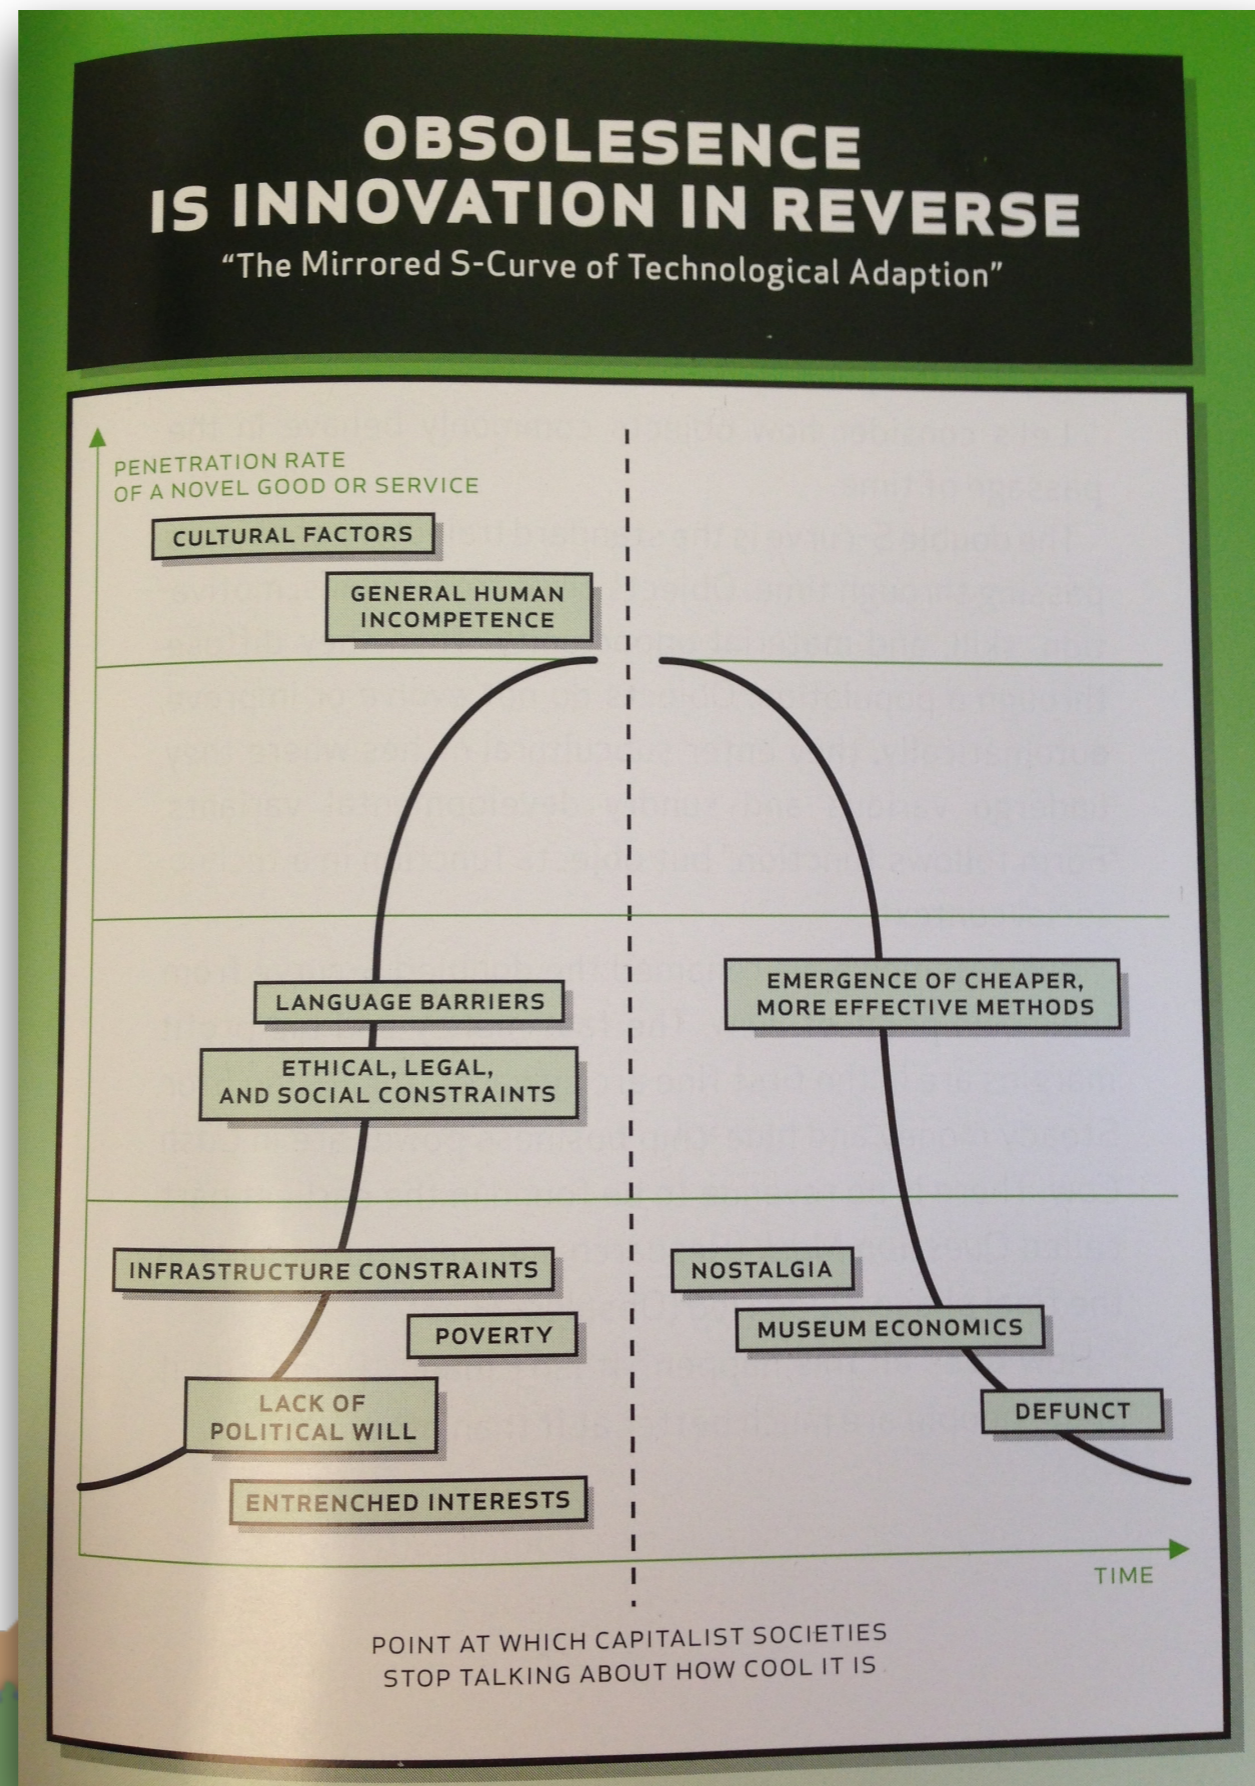 OBSOLESENCE
IS INNOVATION IN REVERSE
“The Mirrored S-Curve of Technological Adaption”
PENETRATION RATE
OF A NOVEL GOOD OR SERVICE
CULTURAL FACTORS
GENERAL HUMAN
INCOMPETENCE
LANGUAGE BARRIERS
ETHICAL, LEGAL,
AND SOCIAL CONSTRAINTS
EMERGENCE OF CHEAPER,
MORE EFFECTIVE METHODS
INFRASTRUCTURE CONSTRAINTS
POVERTY
LACK OF
POLITICAL WILL
ENTRENCHED INTERESTS
NOSTALGIA
MUSEUM ECONOMICS
DEFUNCT
TIME
POINT AT WHICH CAPITALIST SOCIETIES
STOP TALKING ABOUT HOW COOL IT IS